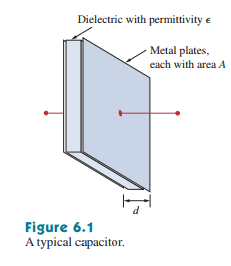 Dielectric with permittivity ϵ
Metal plates,
each with area A
d
Figure 6.1
A typical capacitor.